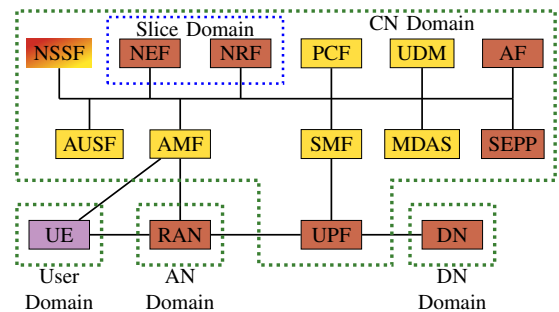 Slice Domain
CN Domain
NSSF
NEF
NRF
PCF
UDM
AF
AUSF
AMF
SMF
MDAS
SEPP
UE
RAN
UPF
DN
User
Domain
AN
Domain
DN
Domain